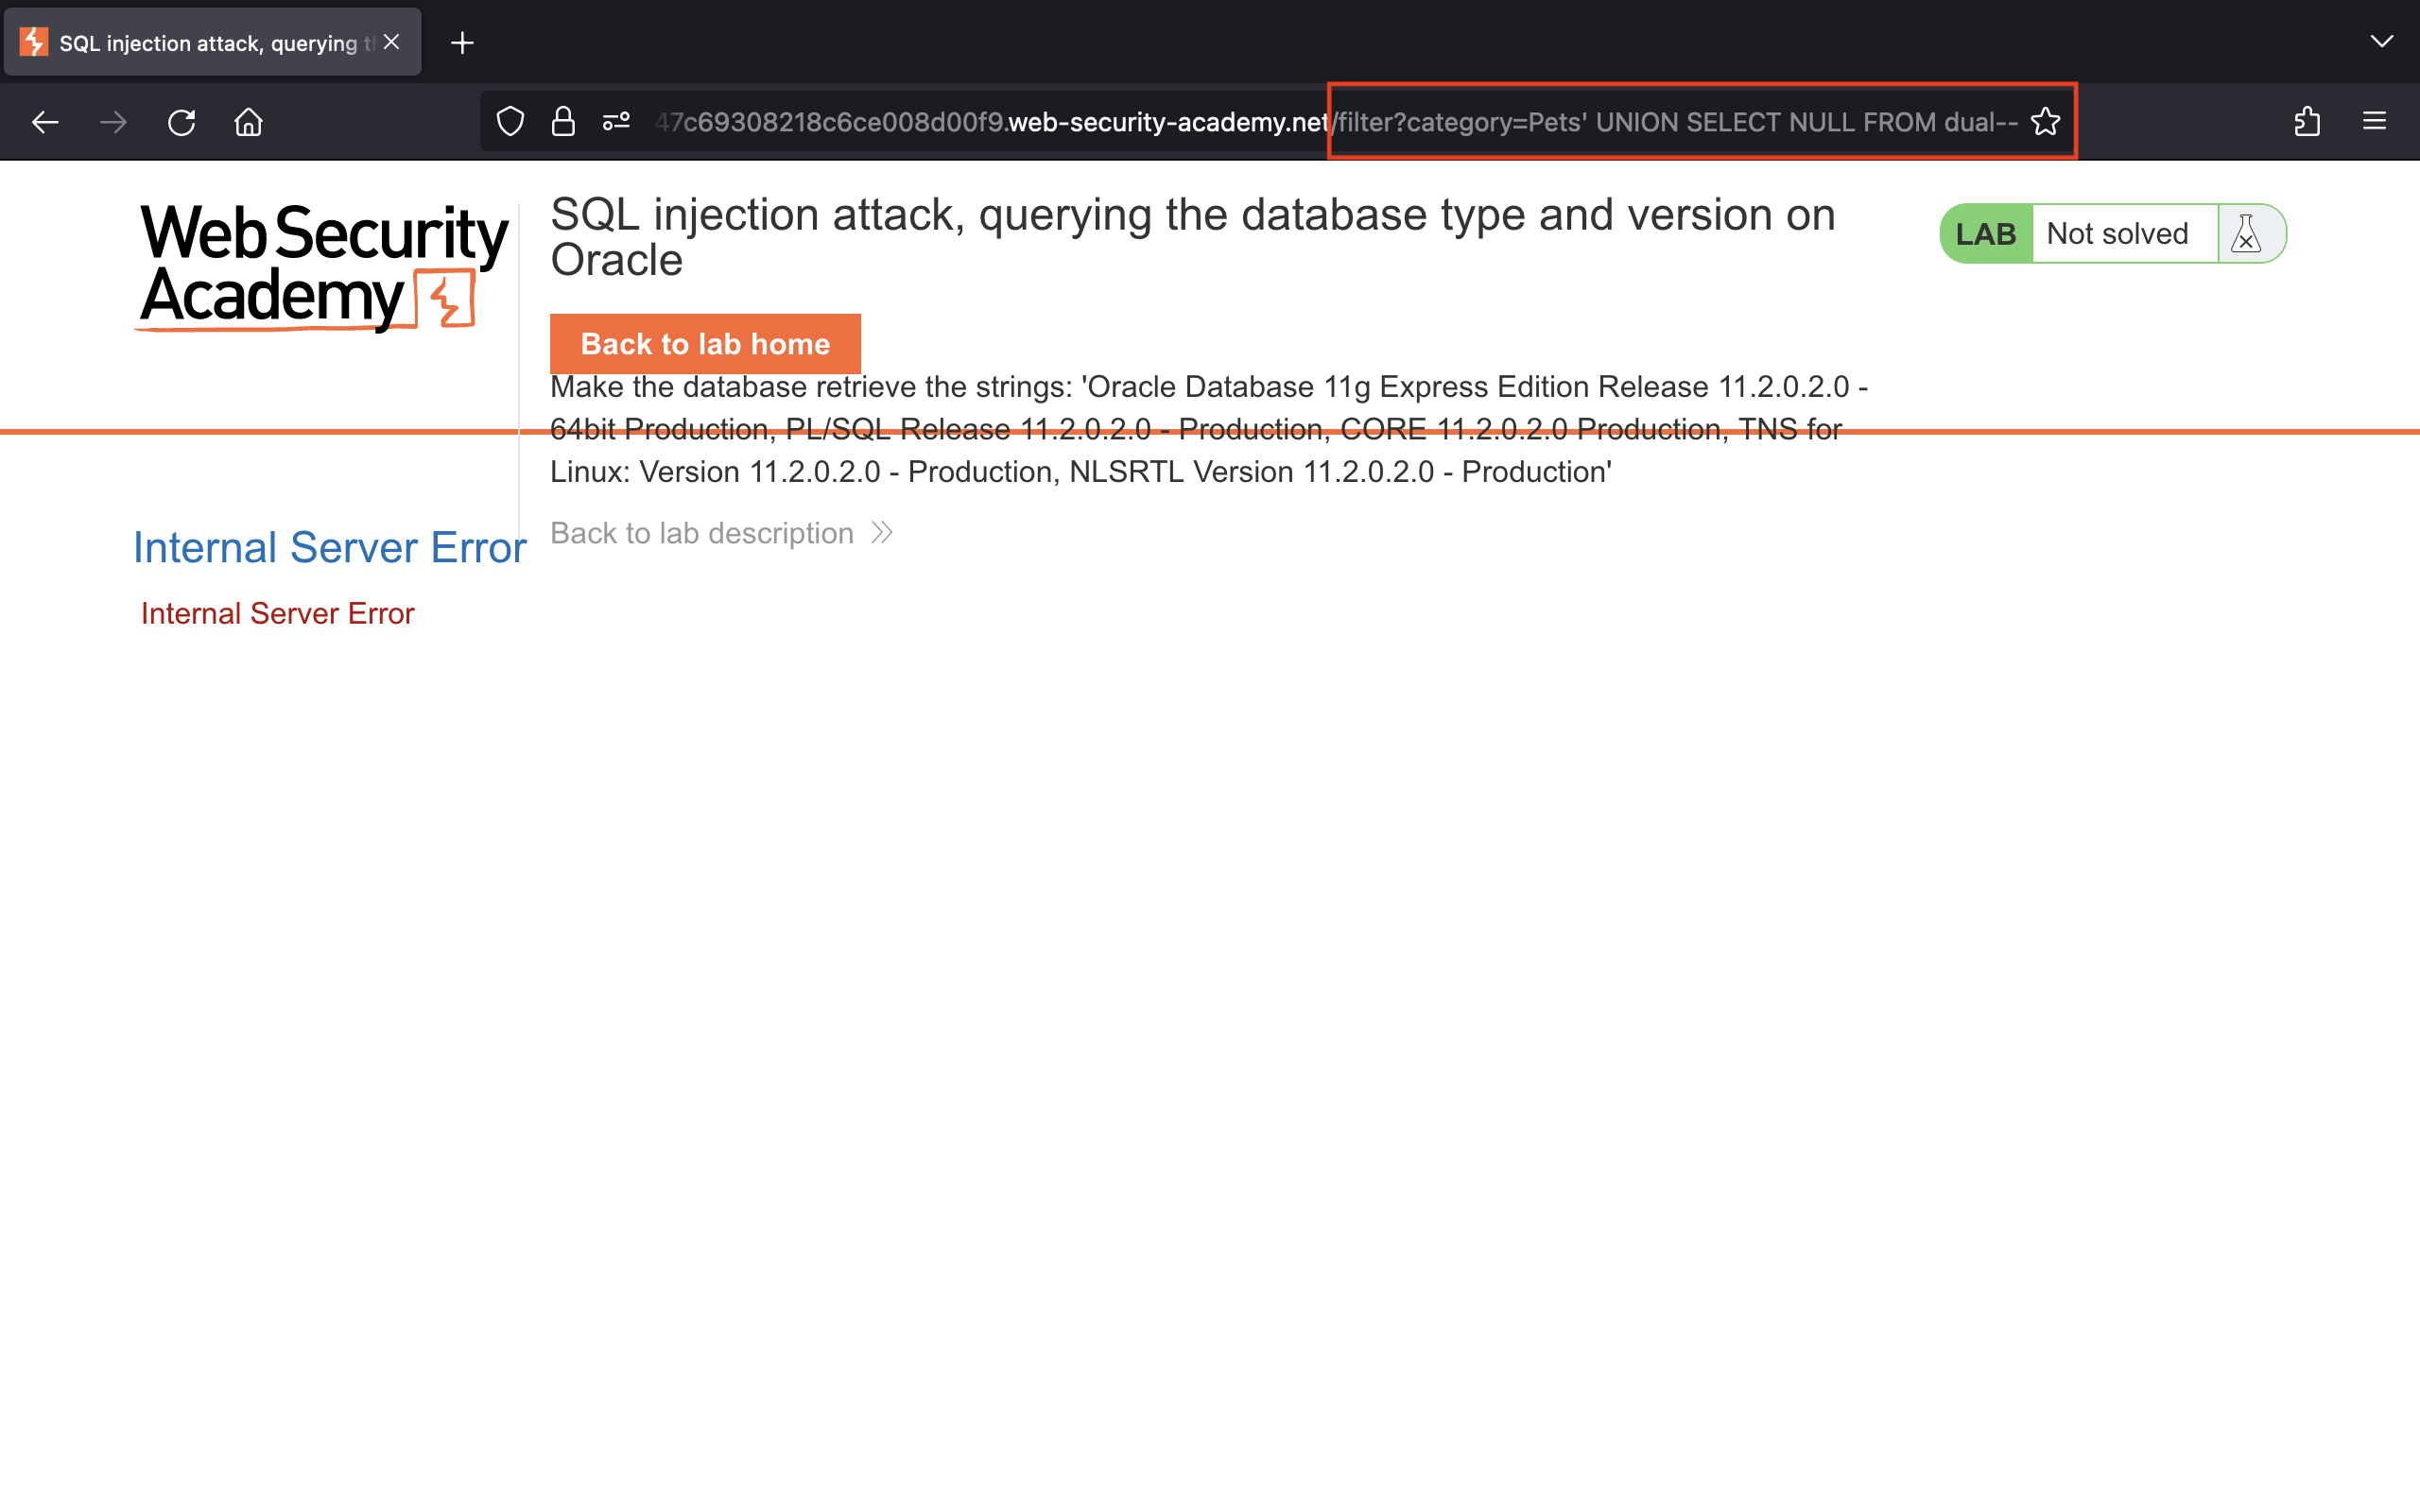 SQL injection attack, querying t
47c69308218c6ce008d00f9.web-security-academy.net/filter?category=Pets' UNION SELECT NULL FROM dual--
Web Security
Academy
SQL injection attack, querying the database type and version on
Oracle
LAB Not solved
Back to lab home
Make the database retrieve the strings: 'Oracle Database 11g Express Edition Release 11.2.0.2.0 -
64bit Production, PL/SQL Release 11.2.0.2.0 - Production, CORE 11.2.0.2.0 Production, TNS for
Linux: Version 11.2.0.2.0 - Production, NLSRTL Version 11.2.0.2.0 - Production'
Back to lab description
Internal Server Error
Internal Server Error